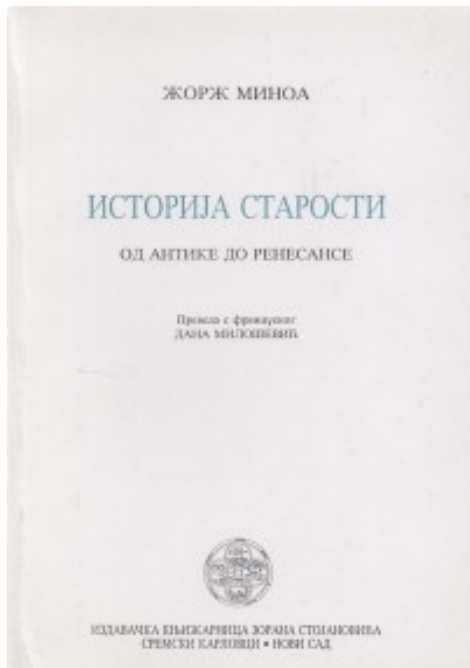 ЖОРЖ МИНОА
ИСТОРИЈА СТАРОСТИ
ОД АНТИКЕ ДО РЕНЕСАНСЕ
Превела с француског
ДАНА МИЛОШЕВИЋ
ИЗДАВАЧКА КЊИЖАРНИЦА ЗОРАНА СТОЈАНОВИЋА
СРЕМСКИ КАРЛОВЦИ • НОВИ САД